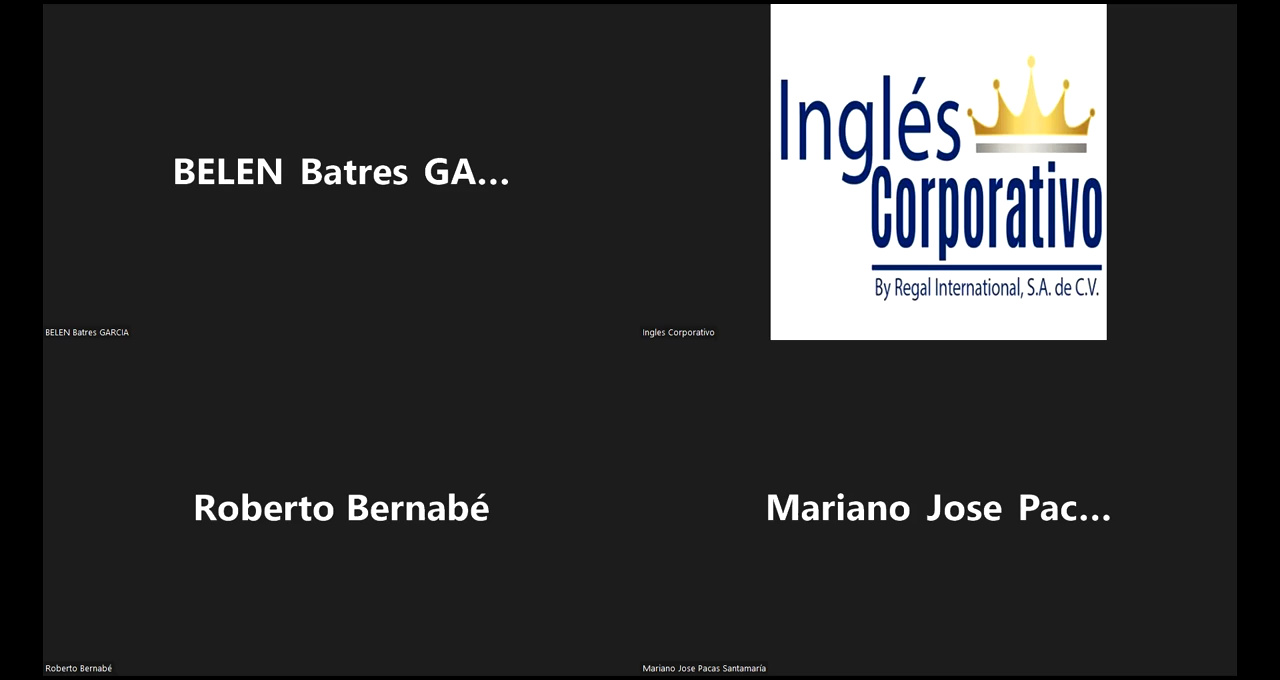 BELEN Batres GA...
BELEN Batres GARCIA
Inglés
Corporativo
By Regal International, S.A. de C.V.
Ingles Corporativo
Roberto Bernabé
Roberto Bernabé
Mariano Jose Pac...
Mariano Jose Pacas Santamaría